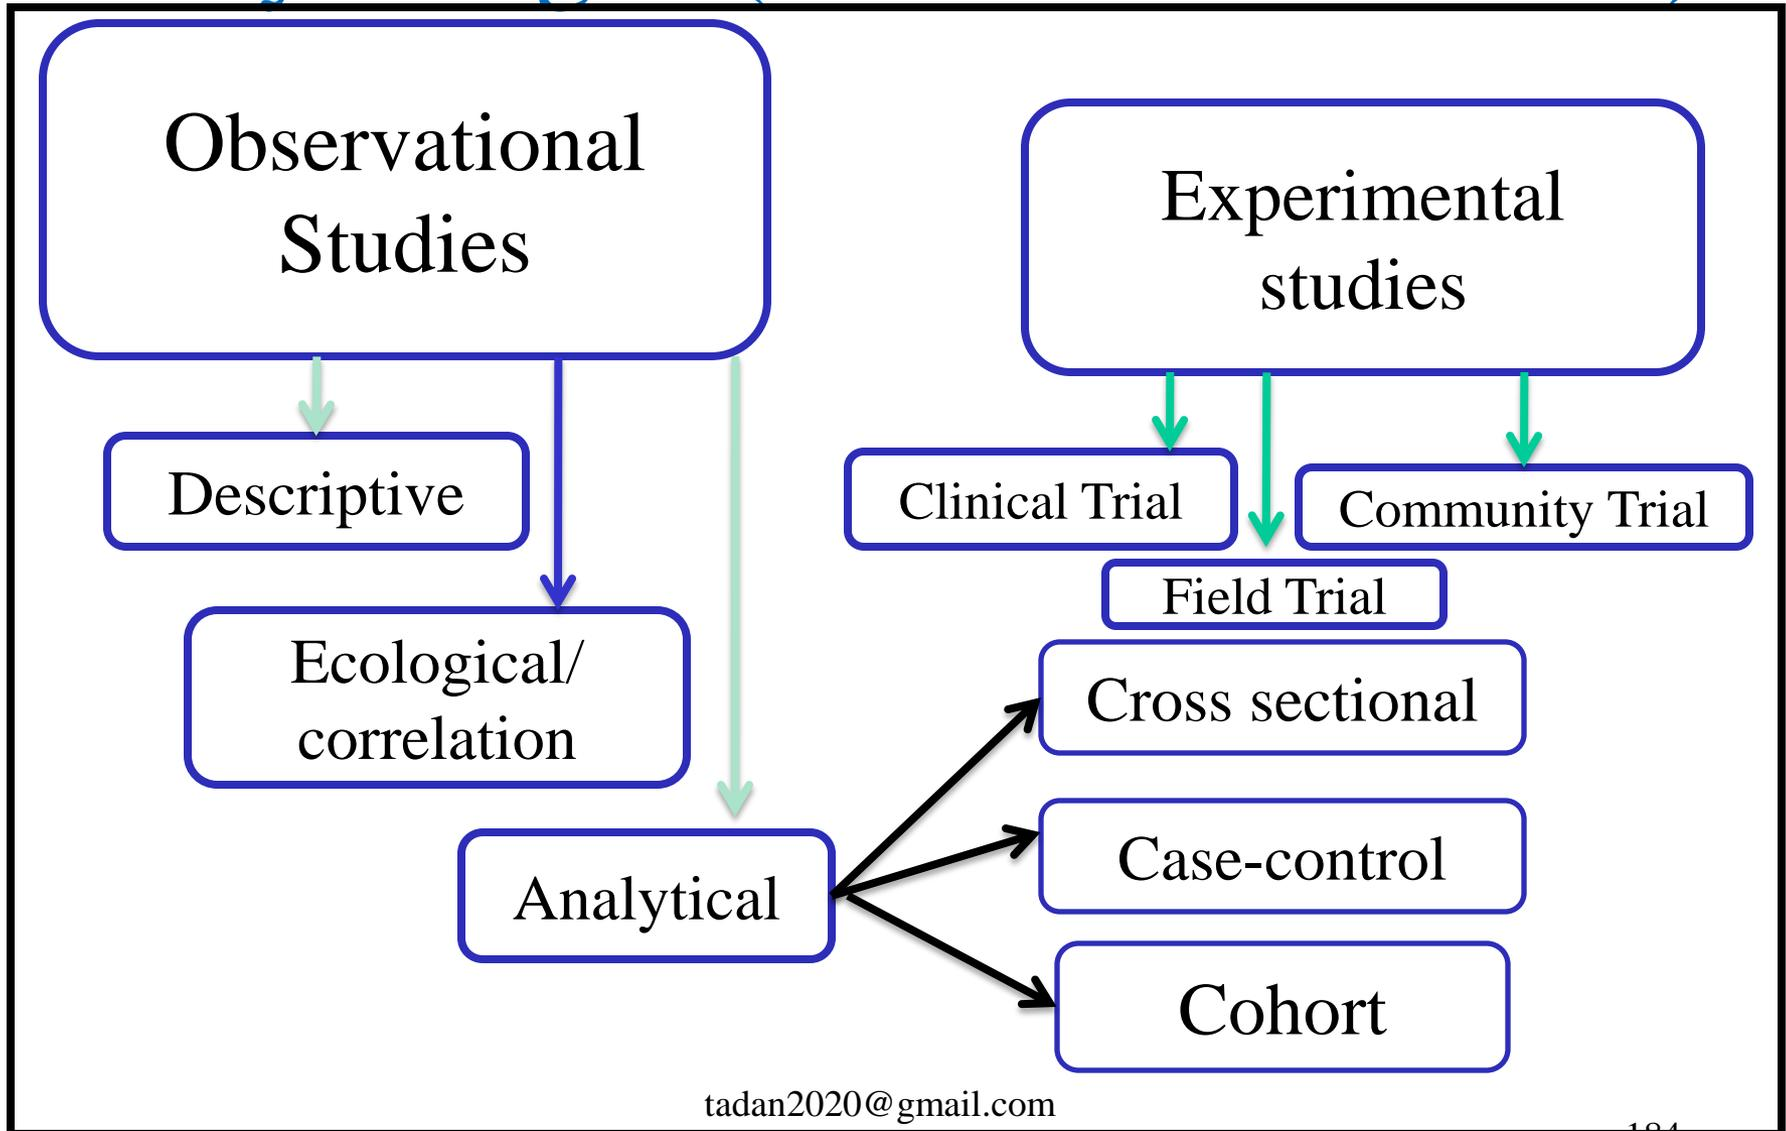 Observational
Studies
Experimental
studies
Descriptive
Clinical Trial
Community Trial
Field Trial
Ecological/
correlation
Cross sectional
Case-control
Analytical
Cohort
tadan2020@gmail.com
184